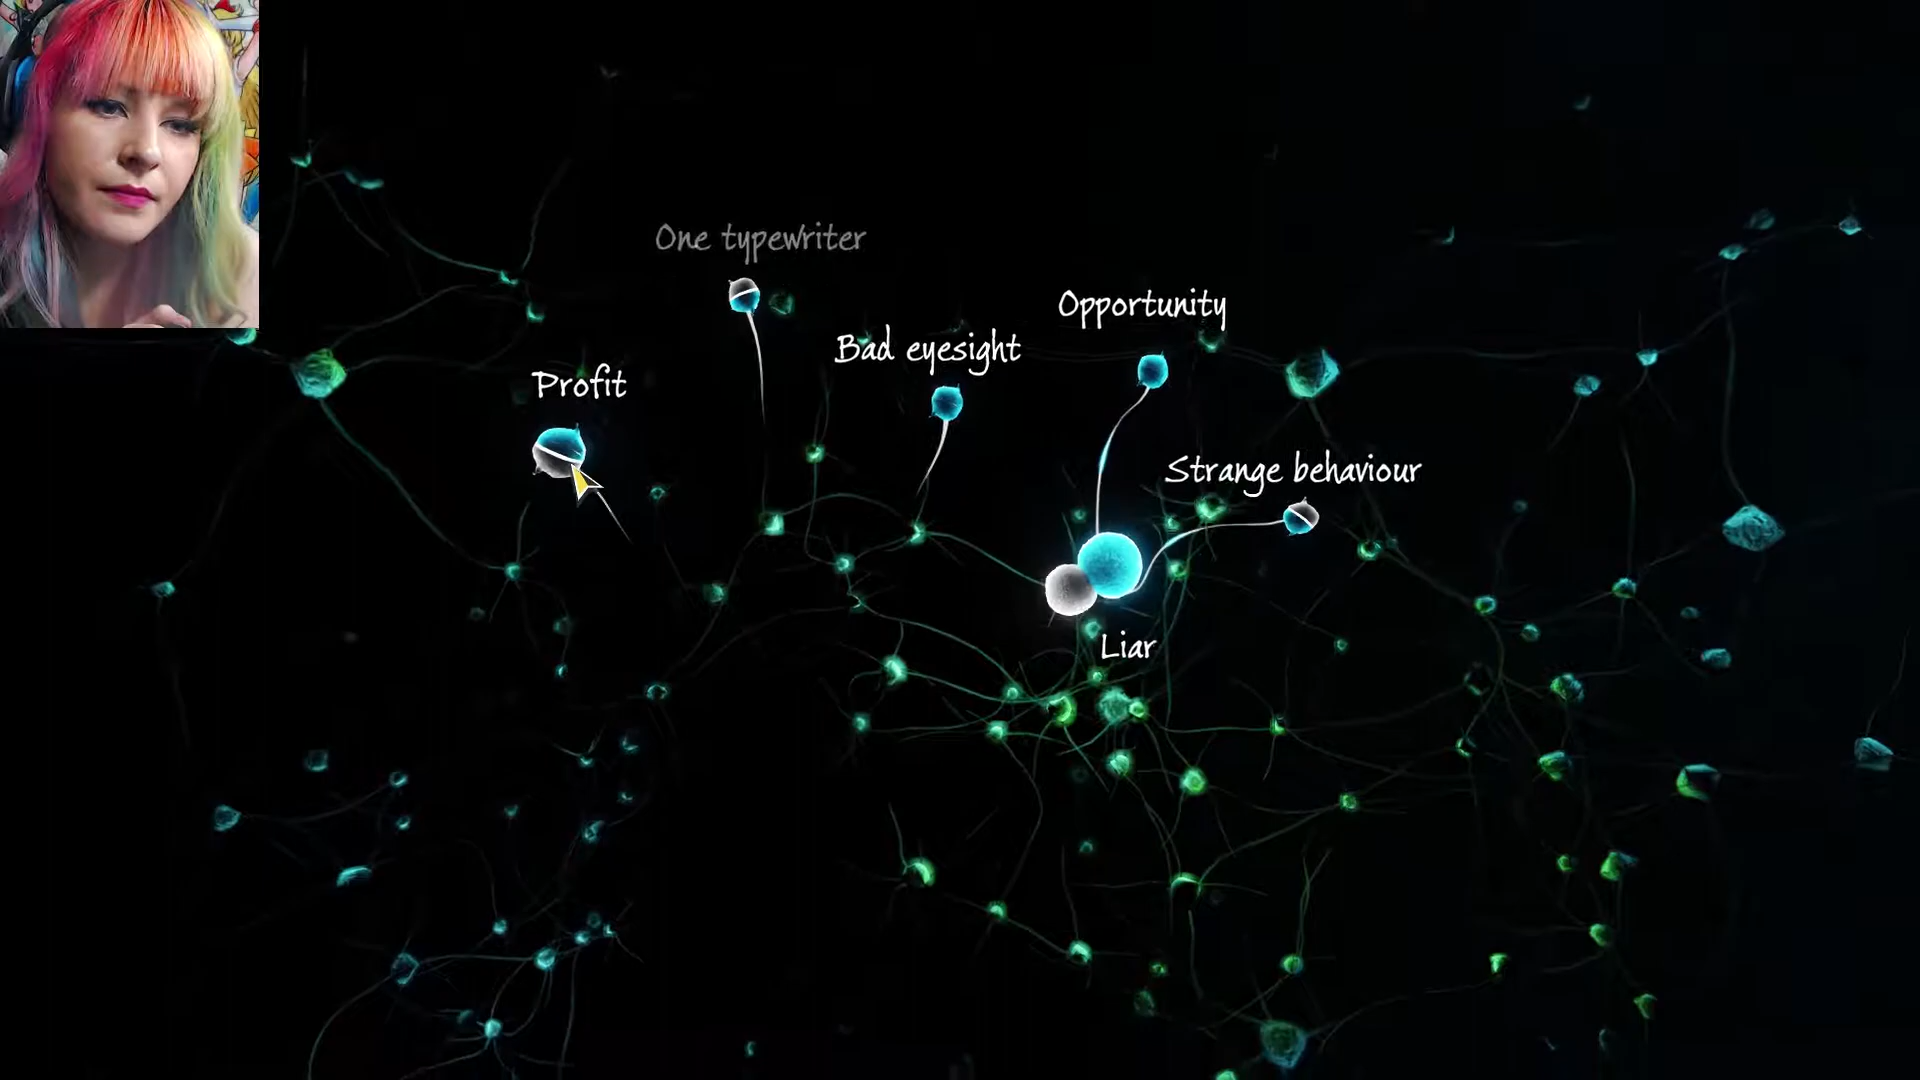 One typewriter
Opportunity
Bad eyesight
Profit
Strange behaviour
Liar